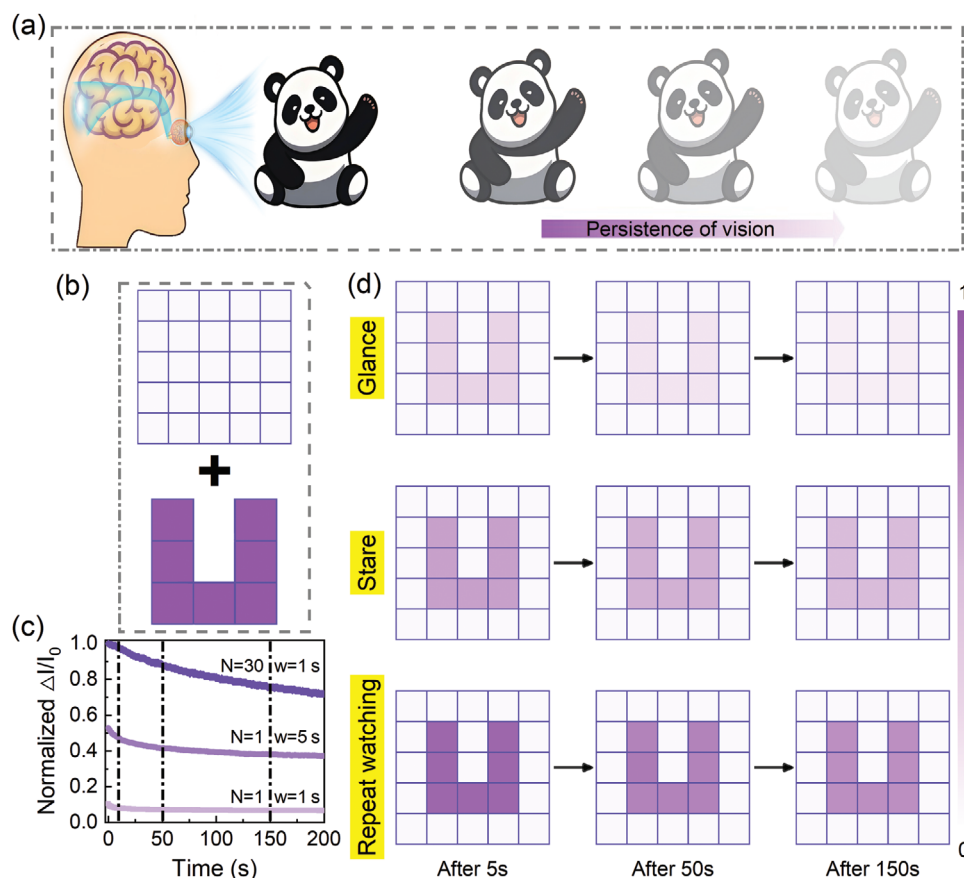 (a)
Persistence of vision
(b)
(d)
1
Glance
+
Stare
(c)
Normalized △I/I0
1.0
0.8
0.6
0.4
0.2
0.0
N=30 w=1 s
N=1 w=5 s
N=1 w=1 s
0 50 100 150 200
Time (s)
Repeat watching
After 5s After 50s After 150s
0